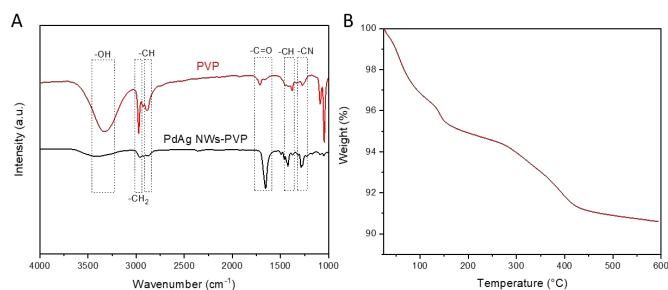 A
-OH
-CH
-C=O
-CH
-CN
PVP
PdAg NWs-PVP
-CH2
Intensity (a.u.)
4000
3500
3000
2500
2000
1500
1000
Wavenumber (cm-1)
B
100
98
96
94
92
90
Weight (%)
100
200
300
400
500
600
Temperature (°C)